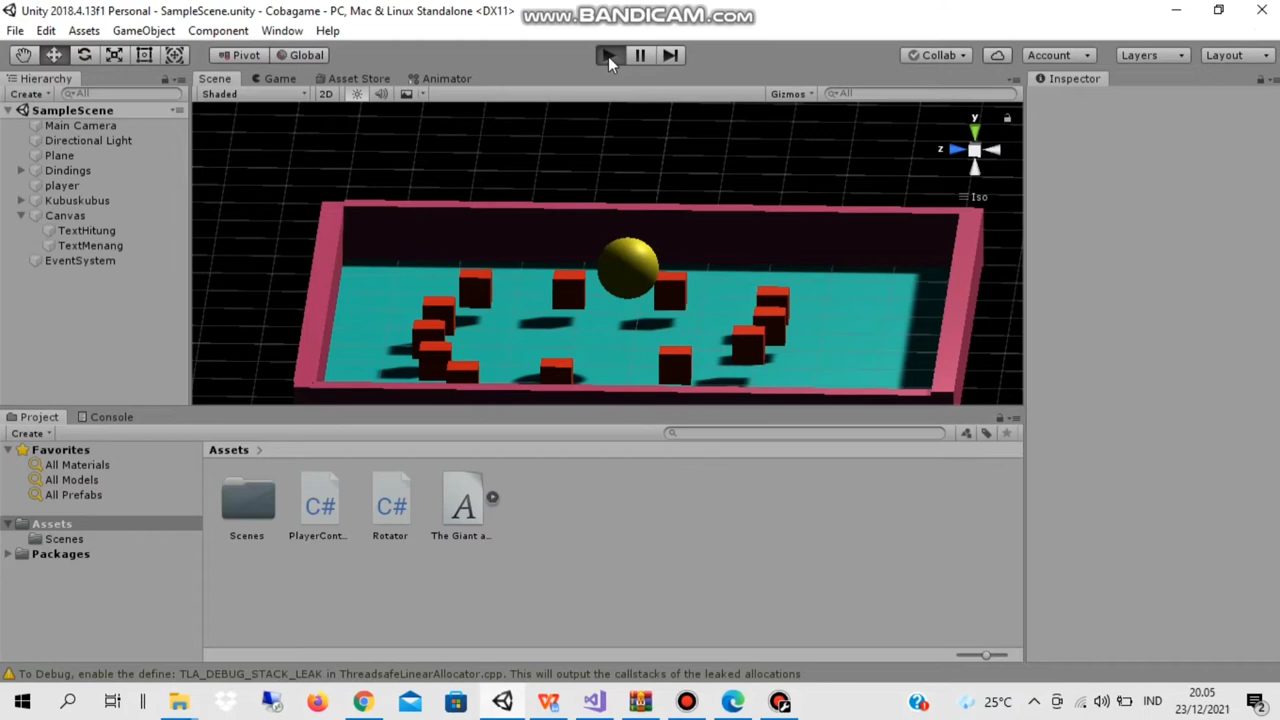 Unity 2018.4.13f1 Personal - SampleScene.unity - Cobagame - PC, Mac & Linux Standalone <DX11>
www.BANDICAM.com
File Edit Assets GameObject Component Window Help
Pivot Global Collab Account Layers Layout
Hierarchy Scene Game Asset Store Animator Inspector
Create All Shaded 2D Gizmos All
SampleScene
Main Camera
Directional Light
Plane
Dindings
player
Kubuskubus
Canvas
TextHitung
TextMenang
EventSystem
y
z
Iso
Project Console
Create
Favorites Assets
All Materials
All Models
All Prefabs
Assets
Scenes
Packages
C# C# A
Scenes PlayerCont... Rotator The Giant a...
To Debug, enable the define: TLA_DEBUG_STACK_LEAK in ThreadsafeLinearAllocator.cpp. This will output the callstacks of the leaked allocations
25°C IND 20.05
23/12/2021 2